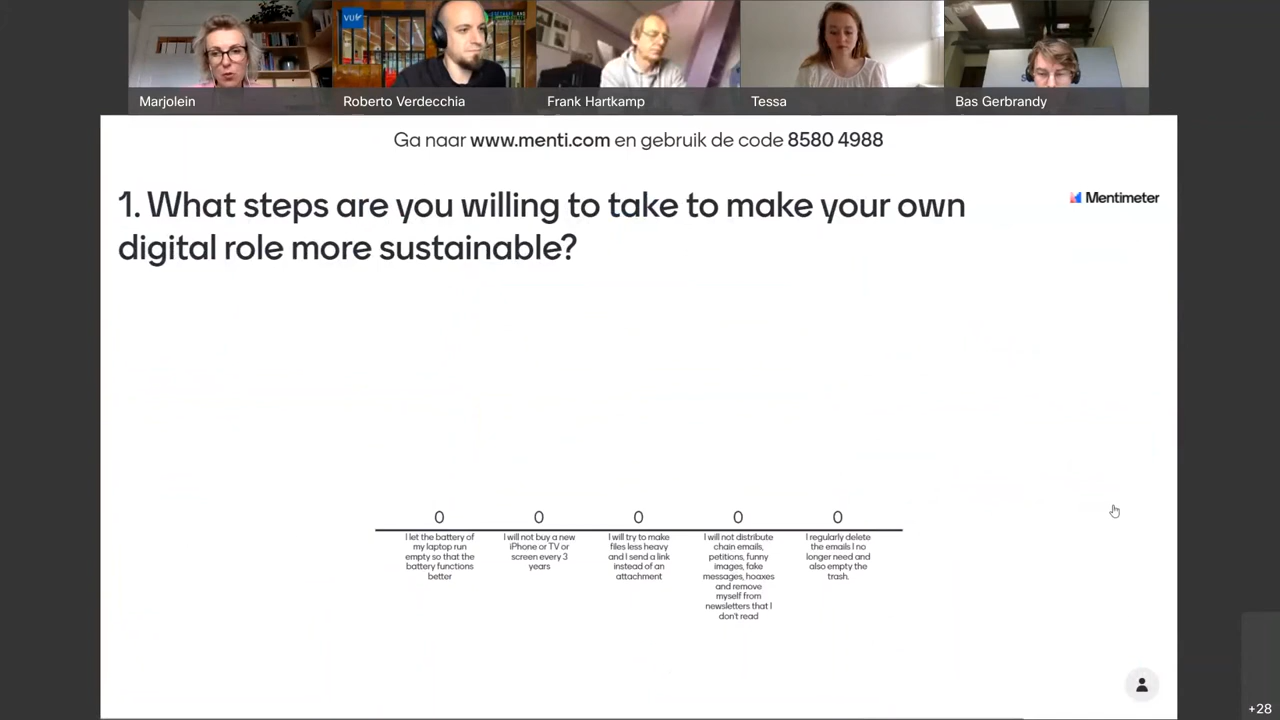 VU
Marjolein
Roberto Verdecchia
Frank Hartkamp
Tessa
Bas Gerbrandy
Ga naar www.menti.com en gebruik de code 8580 4988
1. What steps are you willing to take to make your own
digital role more sustainable?
Mentimeter
0
0
0
0
0
I let the battery of
my laptop run
empty so that the
battery functions
better
I will not buy a new
iPhone or TV or
screen every 3
years
I will try to make
files less heavy
and I send a link
instead of an
attachment
I will not distribute
chain emails,
petitions, funny
images, fake
messages, hoaxes
and remove
myself from
newsletters that I
don't read
I regularly delete
the emails I no
longer need and
also empty the
trash.
+28